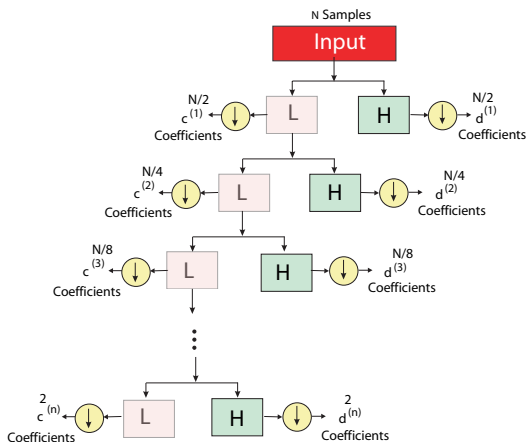 N Samples
Input
N/2
c (1)
Coefficients
↓
L
H
↓
N/2
d (1)
Coefficients
N/4
c (2)
Coefficients
↓
L
H
↓
N/4
d (2)
Coefficients
N/8
c (3)
Coefficients
↓
L
H
↓
N/8
d (3)
Coefficients
2
c (n)
Coefficients
↓
L
H
↓
2
d (n)
Coefficients